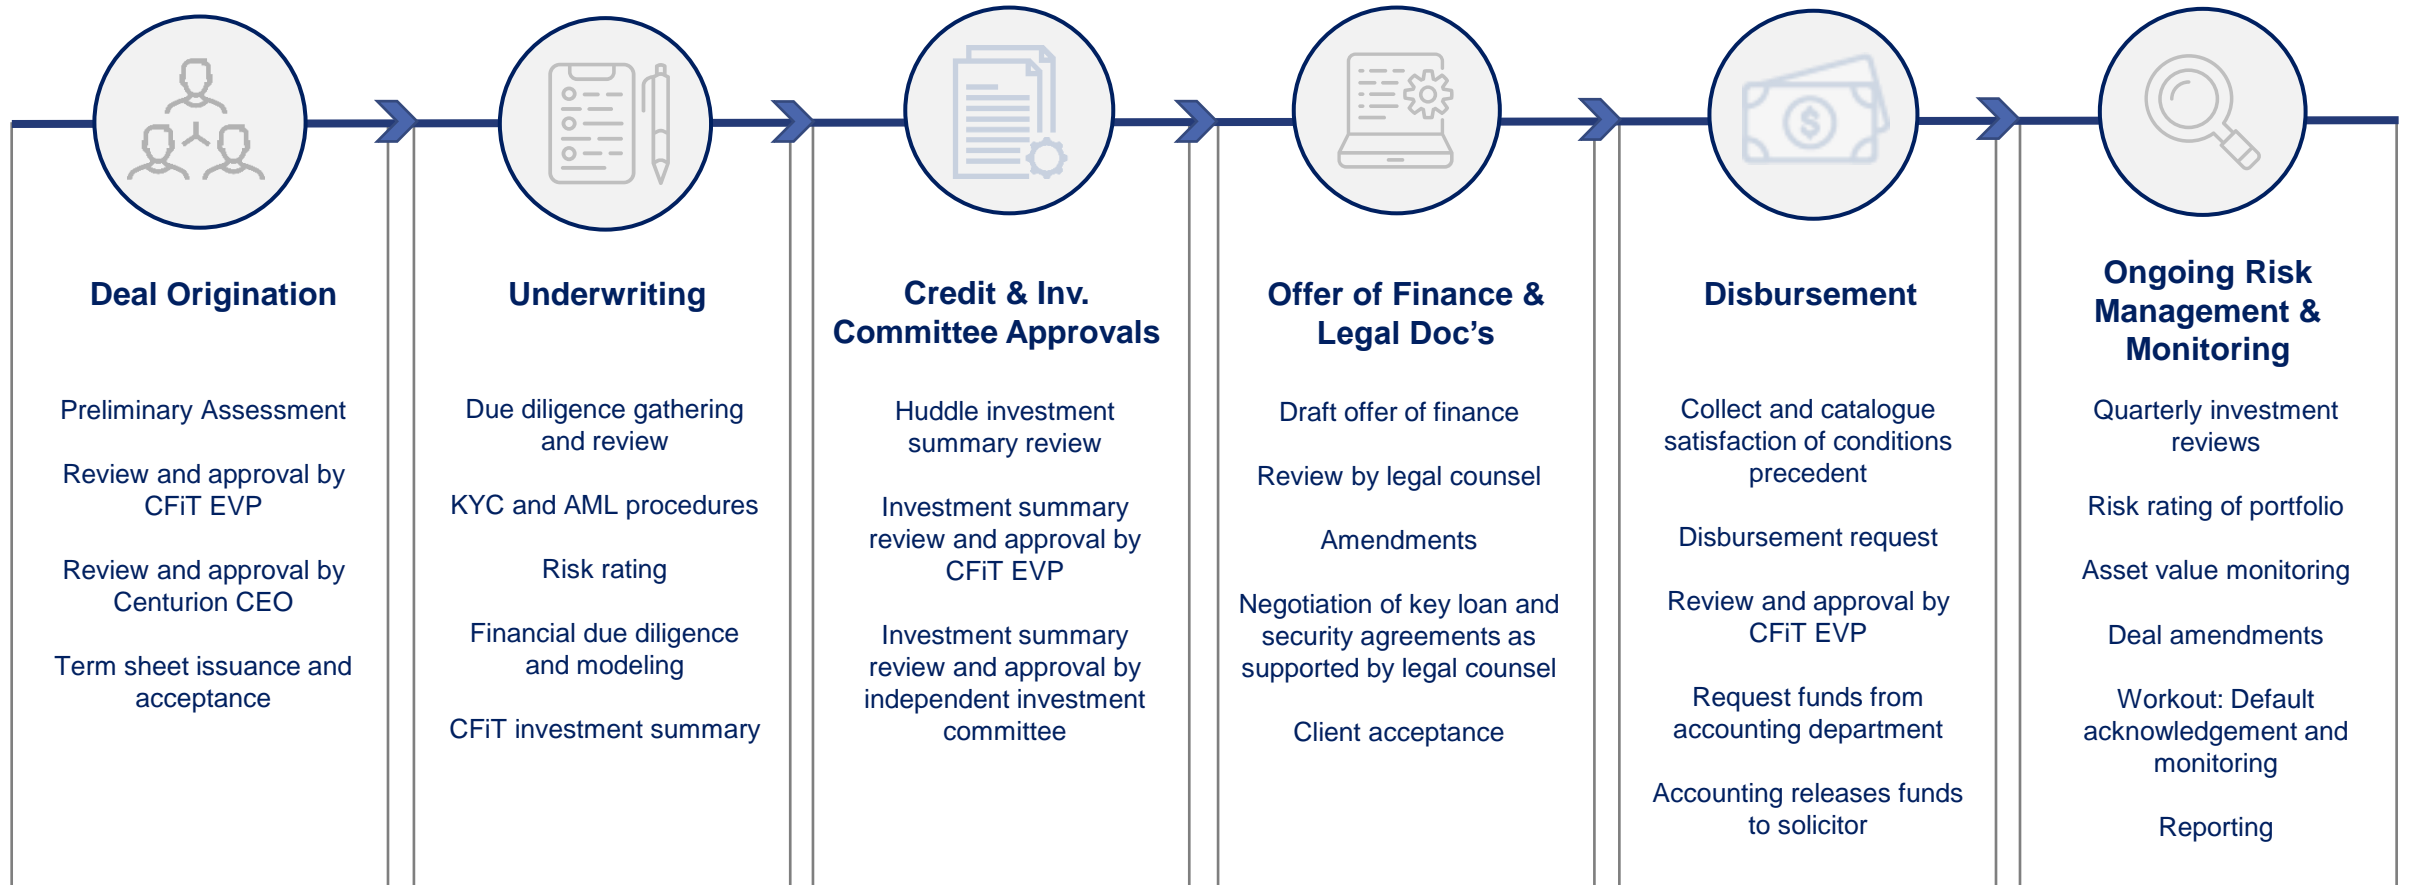 Deal Origination
Preliminary Assessment
Review and approval by
CFiT EVP
Review and approval by
Centurion CEO
Term sheet issuance and
acceptance
Underwriting
Due diligence gathering
and review
KYC and AML procedures
Risk rating
Financial due diligence
and modeling
CFiT investment summary
Credit & Inv.
Committee Approvals
Huddle investment
summary review
Investment summary
review and approval by
CFiT EVP
Investment summary
review and approval by
independent investment
committee
Offer of Finance &
Legal Doc’s
Draft offer of finance
Review by legal counsel
Amendments
Negotiation of key loan and
security agreements as
supported by legal counsel
Client acceptance
$
Disbursement
Collect and catalogue
satisfaction of conditions
precedent
Disbursement request
Review and approval by
CFiT EVP
Request funds from
accounting department
Accounting releases funds
to solicitor
Ongoing Risk
Management &
Monitoring
Quarterly investment
reviews
Risk rating of portfolio
Asset value monitoring
Deal amendments
Workout: Default
acknowledgement and
monitoring
Reporting